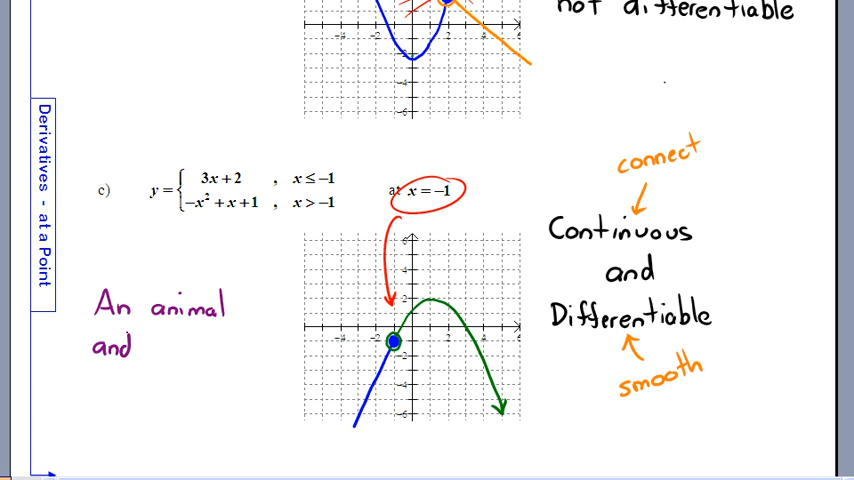 not differentiable
Derivatives - at a Point
c)
y = { 3x + 2 , x ≤ -1
-x² + x + 1 , x > -1
at x = -1
connect
Continuous
and
Differentiable
smooth
An animal
and